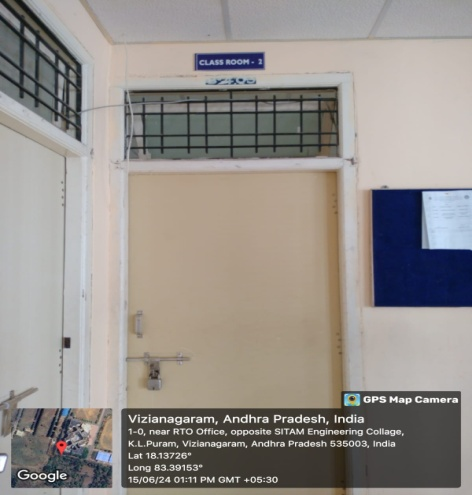 CLASS ROOM - 2
GPS Map Camera
Vizianagaram, Andhra Pradesh, India
1-0, near RTO Office, opposite SITAM Engineering Collage,
K.L.Puram, Vizianagaram, Andhra Pradesh 535003, India
Lat 18.13726°
Long 83.39153°
15/06/24 01:11 PM GMT +05:30
Google